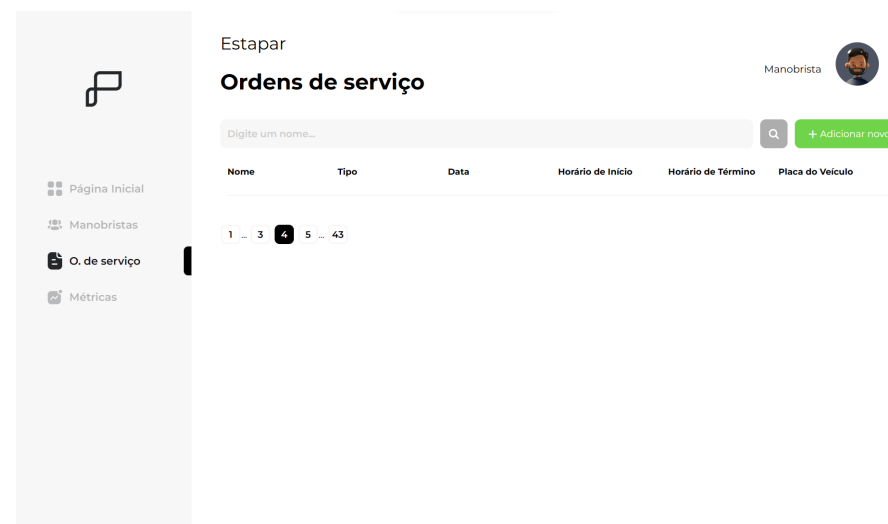 Estapar
Ordens de serviço
Manobrista
Digite um nome...
+ Adicionar novo
Nome Tipo Data Horário de Início Horário de Término Placa do Veículo
1 ... 3 4 5 ... 43
Página Inicial
Manobristas
O. de serviço
Métricas